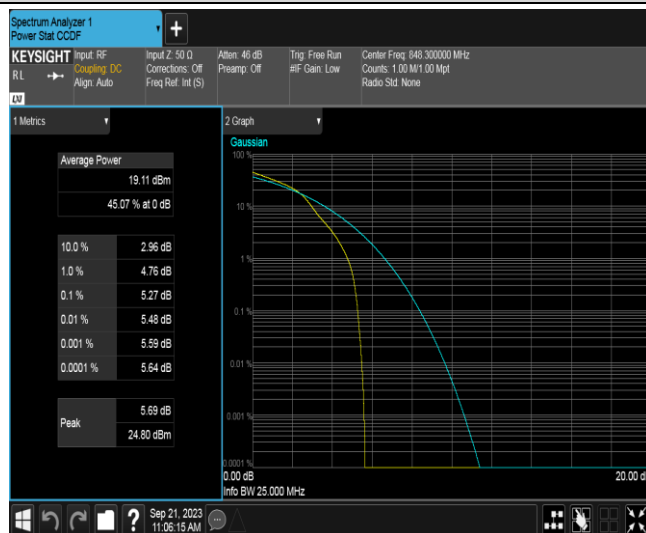 Spectrum Analyzer 1
Power Stat CCDF
+
KEYSIGHT
RL
LXI
Input: RF
Coupling: DC
Align: Auto
Input Z: 50 Ω
Corrections: Off
Freq Ref: Int (S)
Atten: 46 dB
Preamp: Off
Trig: Free Run
#IF Gain: Low
Center Freq: 848.300000 MHz
Counts: 1.00 M/1.00 Mpt
Radio Std: None
1 Metrics
Average Power
19.11 dBm
45.07 % at 0 dB
10.0 % 2.96 dB
1.0 % 4.76 dB
0.1 % 5.27 dB
0.01 % 5.48 dB
0.001 % 5.59 dB
0.0001 % 5.64 dB
Peak
5.69 dB
24.80 dBm
2 Graph
Gaussian
100 %
10 %
1 %
0.1 %
0.01 %
0.001 %
0.0001 %
0.00 dB 20.00 d
Info BW 25.000 MHz
?
Sep 21, 2023
11:06:15 AM